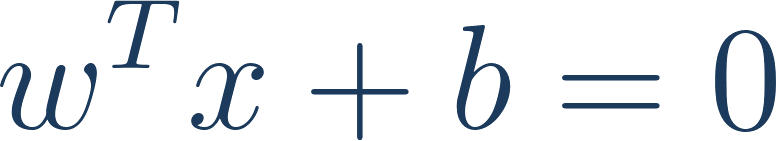 w^T x + b = 0